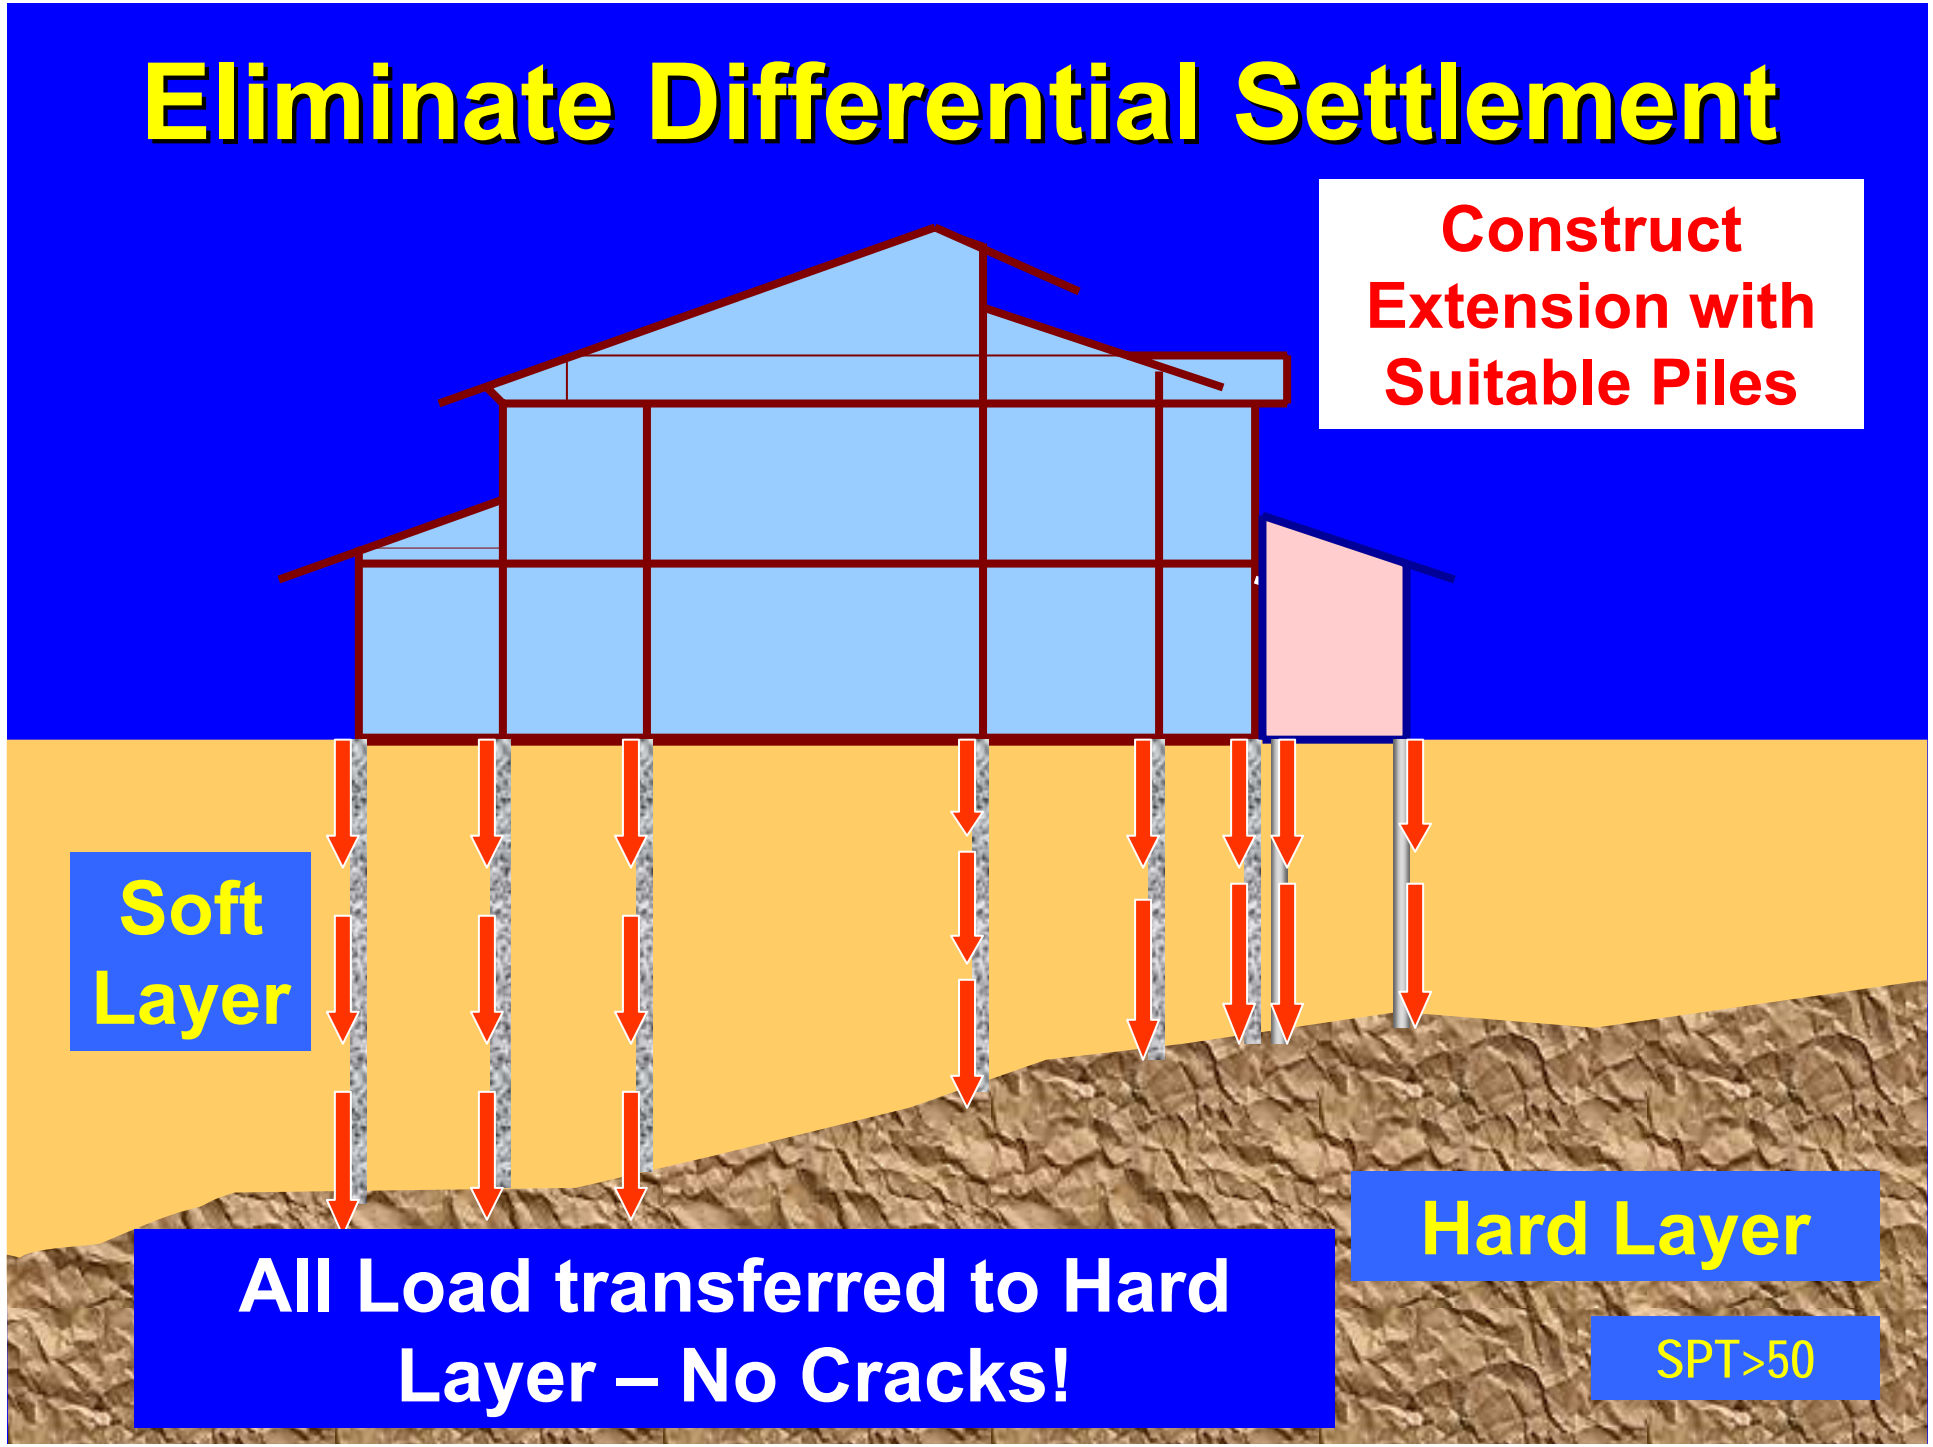 Eliminate Differential Settlement
Construct
Extension with
Suitable Piles
Soft
Layer
Hard Layer
SPT>50
All Load transferred to Hard
Layer – No Cracks!